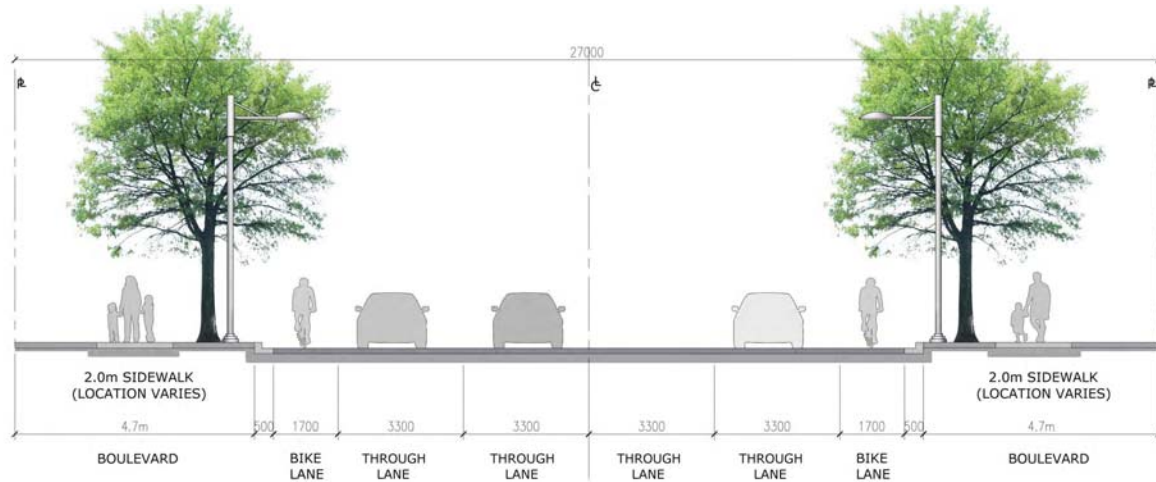 27000
2.0m SIDEWALK
(LOCATION VARIES)
2.0m SIDEWALK
(LOCATION VARIES)
4.7m 500 1700 3300 3300 3300 3300 1700 500 4.7m
BOULEVARD BIKE THROUGH THROUGH THROUGH THROUGH BIKE BOULEVARD
LANE LANE LANE LANE LANE LANE